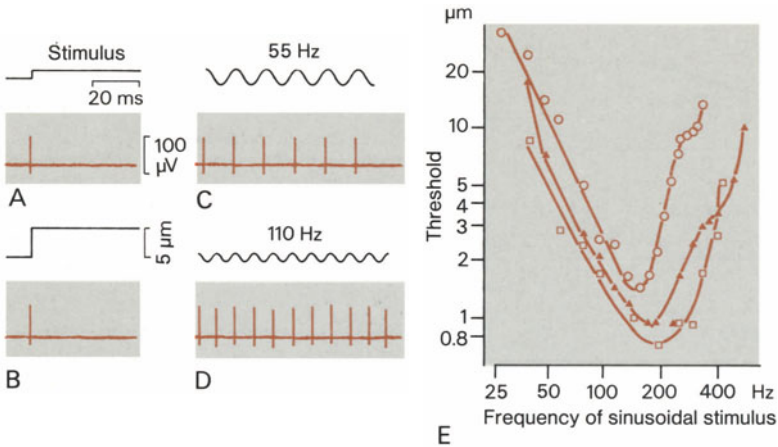 Stimulus
20 ms
100
μV
A
5 μm
B
55 Hz
C
110 Hz
D
μm
20
10
5
4
3
2
1
0.8
Threshold
25 50 100 200 400 Hz
Frequency of sinusoidal stimulus
E